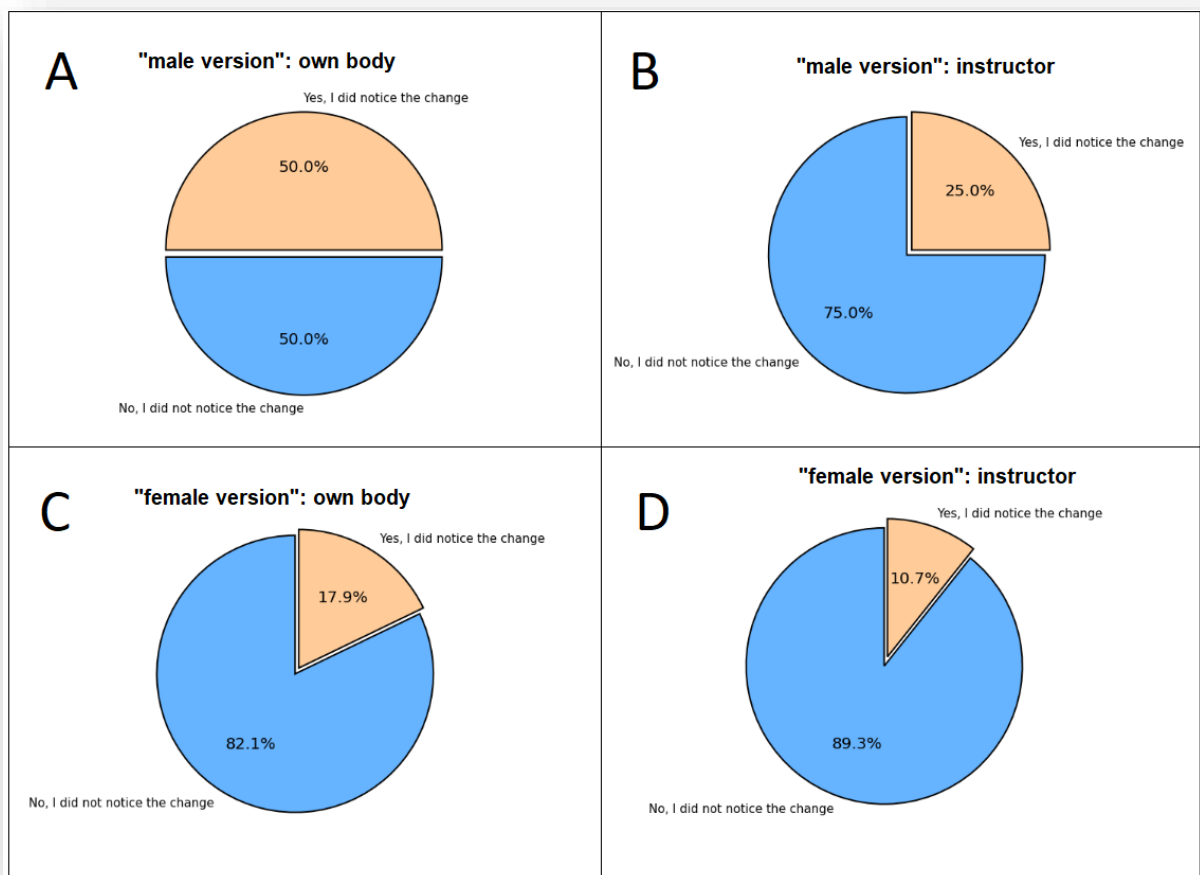 A
"male version": own body
Yes, I did notice the change
50.0%
50.0%
No, I did not notice the change
B
"male version": instructor
Yes, I did notice the change
25.0%
75.0%
No, I did not notice the change
C
"female version": own body
Yes, I did notice the change
17.9%
82.1%
No, I did not notice the change
D
"female version": instructor
Yes, I did notice the change
10.7%
89.3%
No, I did not notice the change